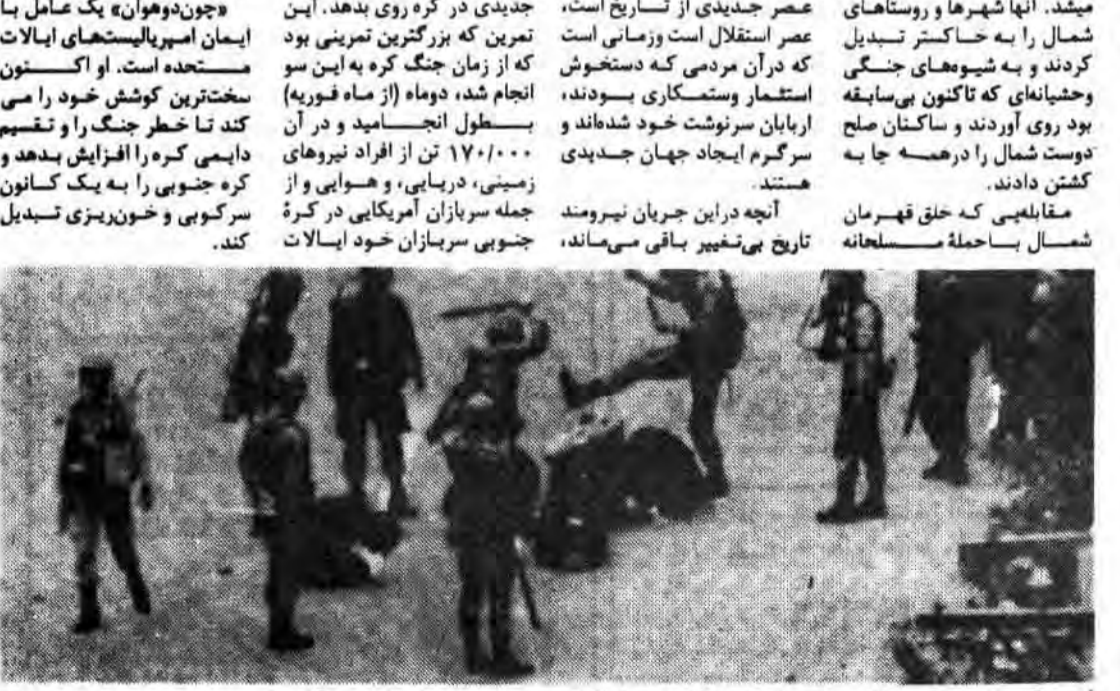 میشد. آنها شهرها و روستاهای
شمال را به خاکستر تبدیل
کردند و به شیوه‌های جنگی
وحشیانه‌ای که تاکنون بی‌سابقه
بود روی آوردند و ساکنان صلح
دوست شمال را درهمه جا به
کشتن دادند.
مقابله‌یی که خلق قهرمان
شمال باحملهٔ مسلحانه
عصر جدیدی از تاریخ است،
عصر استقلال است وزمانی است
که درآن مردمی که دستخوش
استثمار وستمکاری بودند،
اربابان سرنوشت خود شده‌اند و
سرگرم ایجاد جهان جدیدی
هستند.
آنچه دراین جریان نیرومند
تاریخ بی‌تغییر باقی می‌ماند،
جدیدی در کره روی بدهد. این
تمرین که بزرگترین تمرینی بود
که از زمان جنگ کره به این سو
انجام شد، دوماه (از ماه فوریه)
بطول انجامید و در آن
۱۷۰/۰۰۰ تن از افراد نیروهای
زمینی، دریایی، و هوایی و از
جمله سربازان آمریکایی در کرهٔ
جنوبی سربازان خود ایالات
«چون‌دوهوان» یک عامل با
ایمان امپریالیست‌های ایالات
متحده است. او اکنون
سخت‌ترین کوشش خود را می
کند تا خطر جنگ را و تقسیم
دایمی کره را افزایش بدهد و
کره جنوبی را به یک کانون
سرکوبی و خون‌ریزی تبدیل
کند.